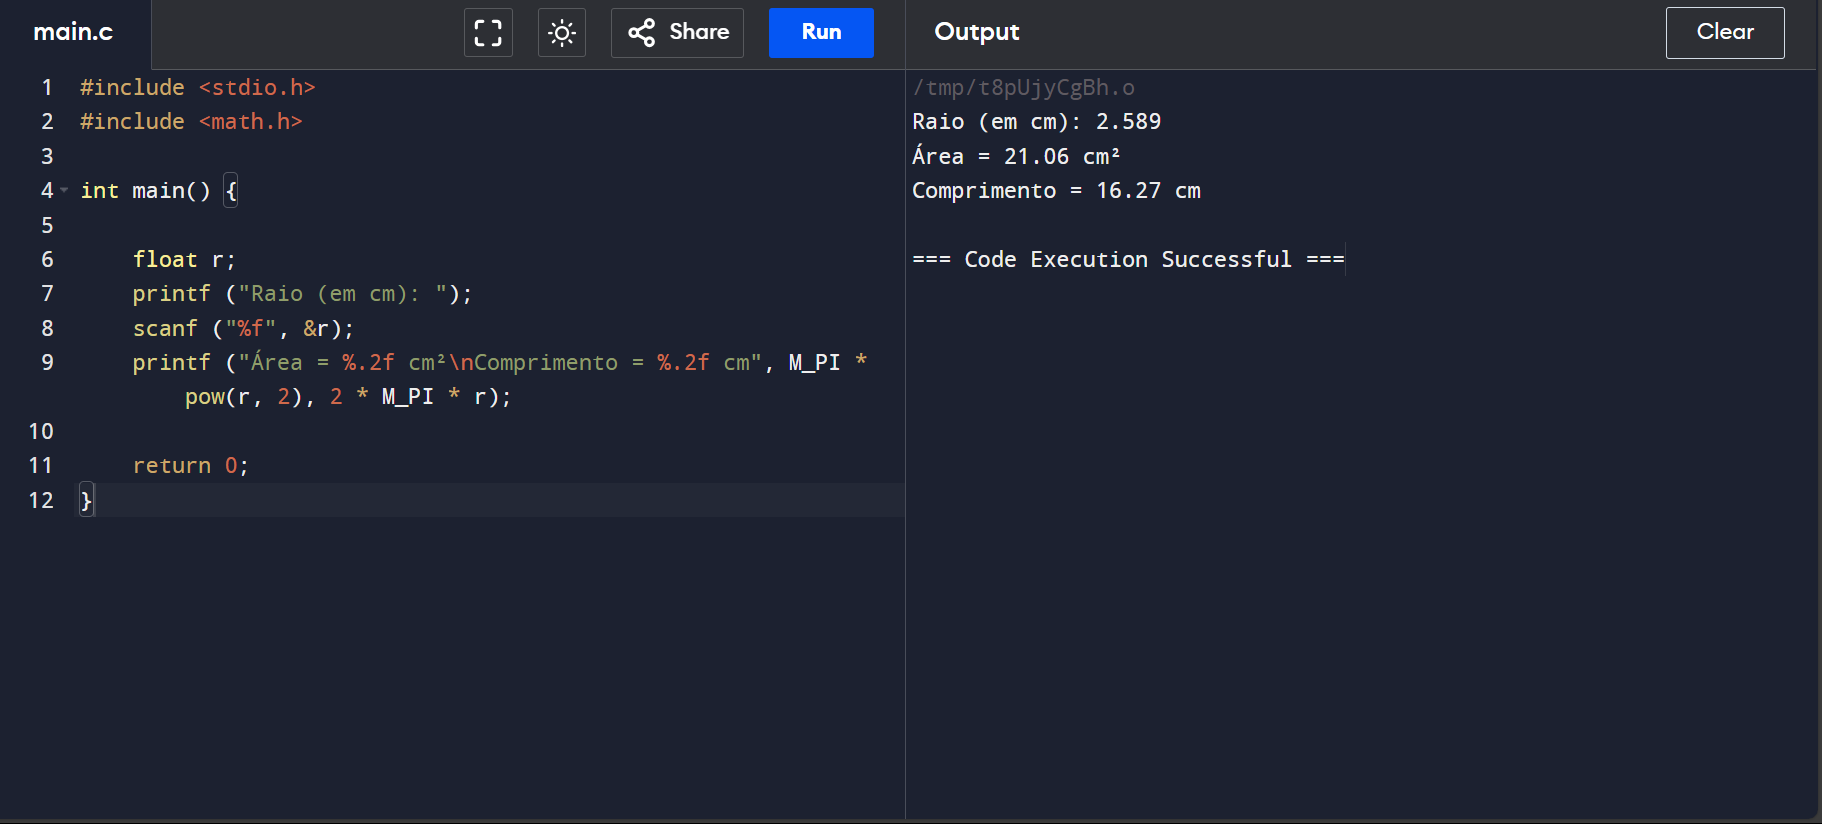 main.c
Share
Run
Output
Clear
1 #include <stdio.h>
2 #include <math.h>
3
4 int main() {
5
6     float r;
7     printf ("Raio (em cm): ");
8     scanf ("%f", &r);
9     printf ("Área = %.2f cm²\nComprimento = %.2f cm", M_PI *
        pow(r, 2), 2 * M_PI * r);
10
11     return 0;
12 }
/tmp/t8pUjyCgBh.o
Raio (em cm): 2.589
Área = 21.06 cm²
Comprimento = 16.27 cm
=== Code Execution Successful ===